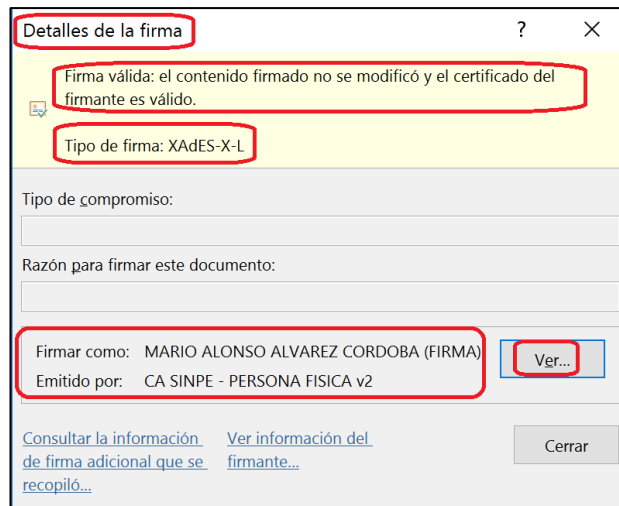 Detalles de la firma ? ✕
Firma válida: el contenido firmado no se modificó y el certificado del
firmante es válido.
Tipo de firma: XAdES-X-L
Tipo de compromiso:
Razón para firmar este documento:
Firmar como: MARIO ALONSO ALVAREZ CORDOBA (FIRMA)
Emitido por: CA SINPE - PERSONA FISICA v2
Ver...
Consultar la información
de firma adicional que se
recopiló...
Ver información del
firmante...
Cerrar